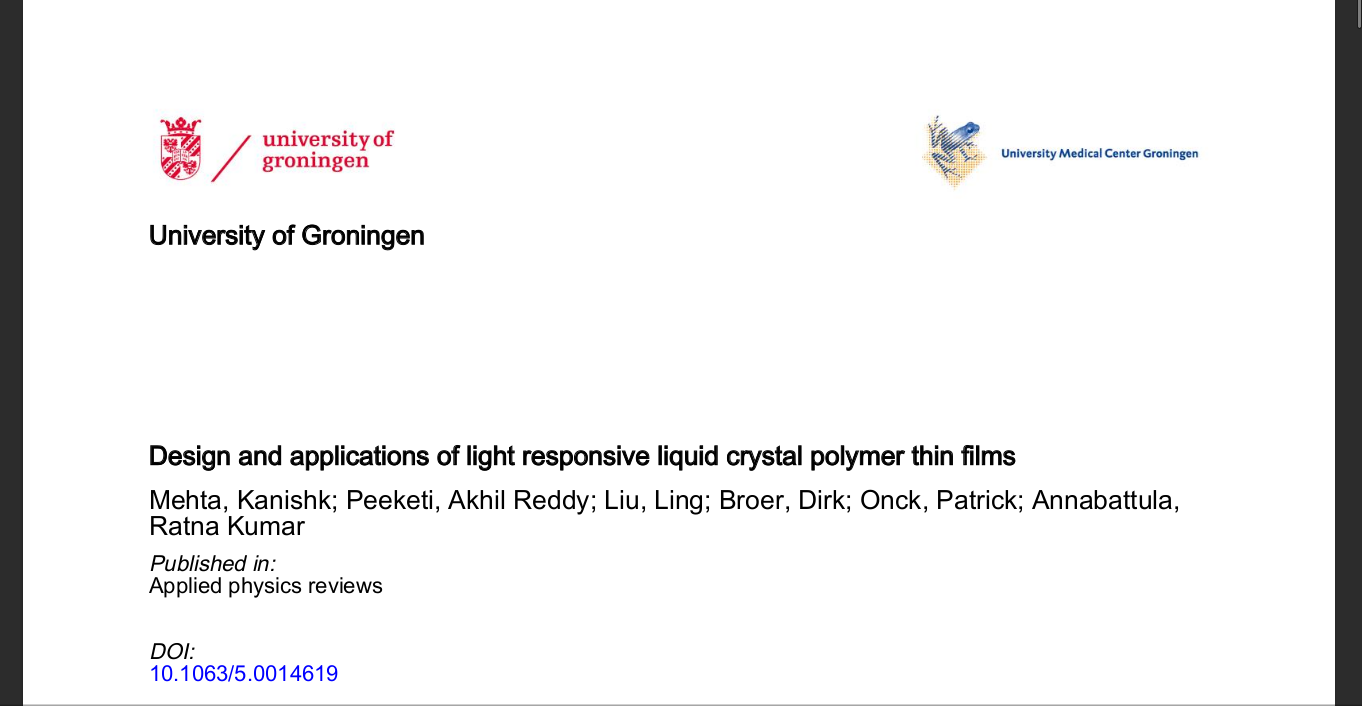 university of
groningen
University Medical Center Groningen
University of Groningen
Design and applications of light responsive liquid crystal polymer thin films
Mehta, Kanishk; Peeketi, Akhil Reddy; Liu, Ling; Broer, Dirk; Onck, Patrick; Annabattula,
Ratna Kumar
Published in:
Applied physics reviews
DOI:
10.1063/5.0014619